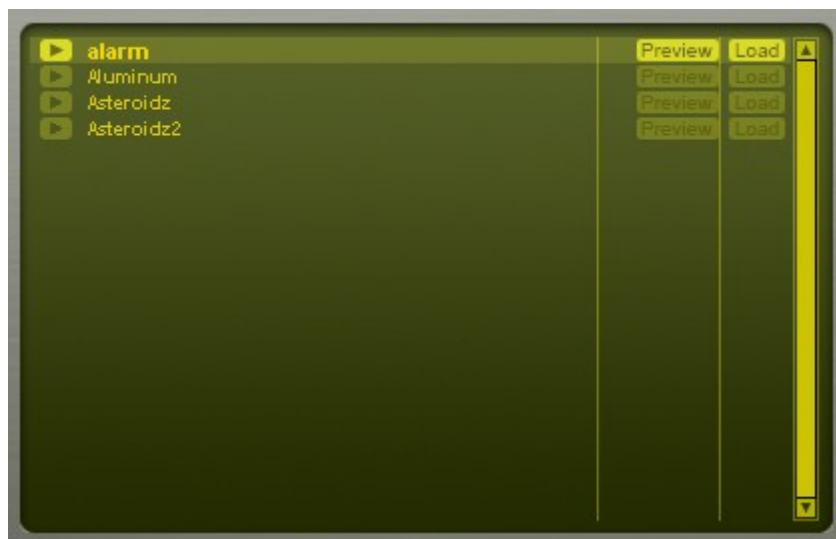 alarm Preview Load
Aluminum Preview Load
Asteroidz Preview Load
Asteroidz2 Preview Load